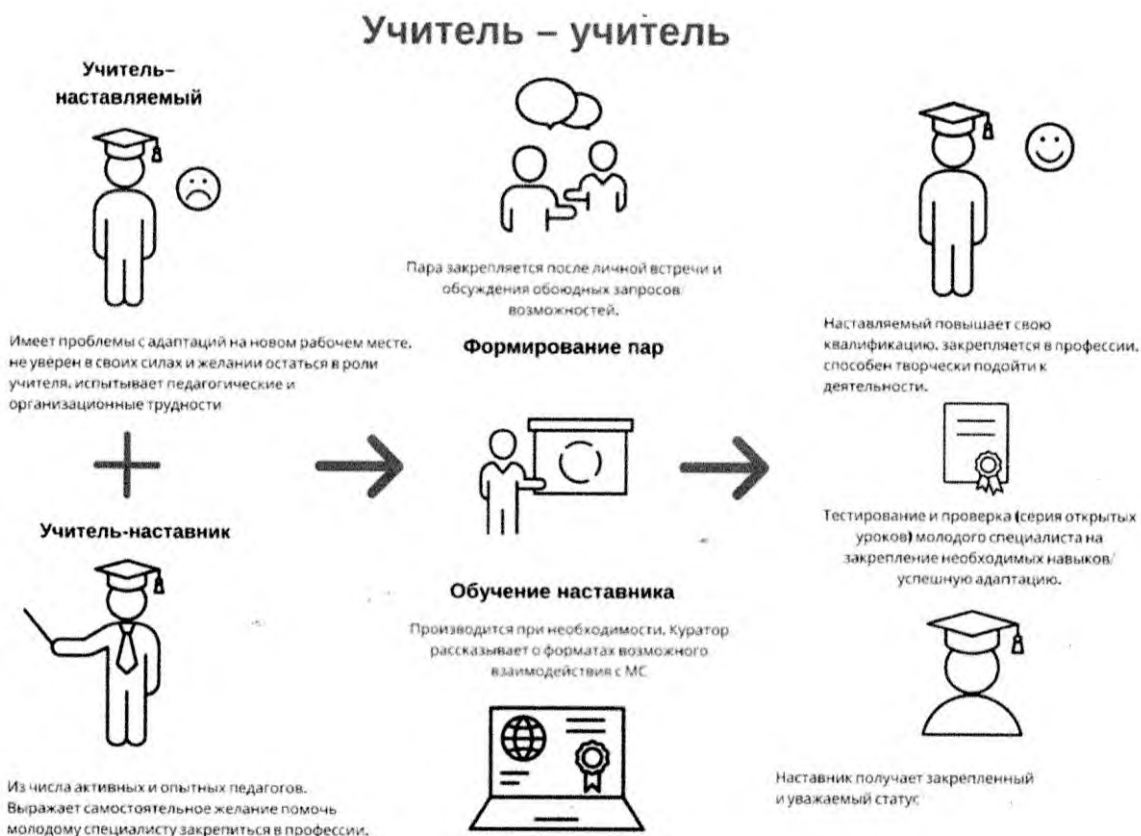 Учитель – учитель
Учитель–
наставляемый
Имеет проблемы с адаптаций на новом рабочем месте,
не уверен в своих силах и желании остаться в роли
учителя, испытывает педагогические и
организационные трудности
Учитель-наставник
Из числа активных и опытных педагогов.
Выражает самостоятельное желание помочь
молодому специалисту закрепиться в профессии.
Пара закрепляется после личной встречи и
обсуждения обоюдных запросов/
возможностей.
Формирование пар
Обучение наставника
Производится при необходимости. Куратор
рассказывает о форматах возможного
взаимодействия с МС
Наставляемый повышает свою
квалификацию, закрепляется в профессии,
способен творчески подойти к
деятельности.
Тестирование и проверка (серия открытых
уроков) молодого специалиста на
закрепление необходимых навыков/
успешную адаптацию.
Наставник получает закрепленный
и уважаемый статус